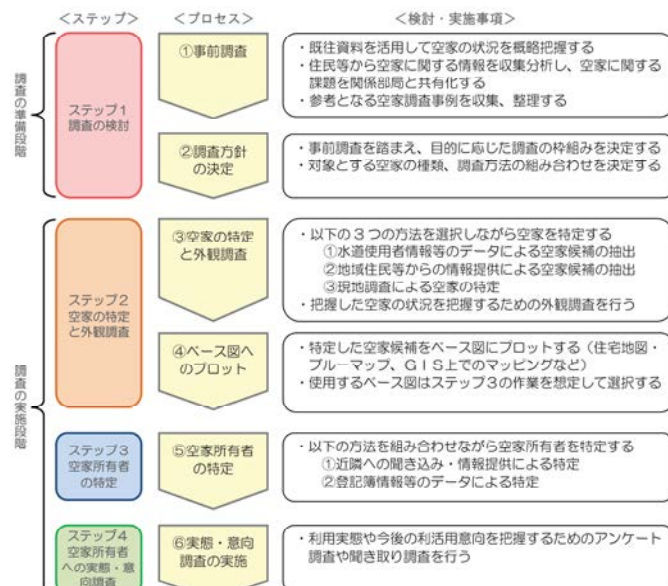 ＜ステップ＞
＜プロセス＞
＜検討・実施事項＞
調査の準備段階
ステップ1
調査の検討
①事前調査
・既往資料を活用して空家の状況を概略把握する
・住民等から空家に関する情報を収集分析し、空家に関する
課題を関係部局と共有化する
・参考となる空家調査事例を収集、整理する
②調査方針
の決定
・事前調査を踏まえ、目的に応じた調査の枠組みを決定する
・対象とする空家の種類、調査方法の組み合わせを決定する
調査の実施段階
ステップ2
空家の特定
と外観調査
③空家の特定
と外観調査
・以下の3つの方法を選択しながら空家を特定する
①水道使用者情報等のデータによる空家候補の抽出
②地域住民等からの情報提供による空家候補の抽出
③現地調査による空家の特定
・把握した空家の状況を把握するための外観調査を行う
④ベース図へ
のプロット
・特定した空家候補をベース図にプロットする（住宅地図・
ブルーマップ、GIS上でのマッピングなど）
・使用するベース図はステップ3の作業を想定して選択する
ステップ3
空家所有者
の特定
⑤空家所有者
の特定
・以下の方法を組み合わせながら空家所有者を特定する
①近隣への聞き込み・情報提供による特定
②登記簿情報等のデータによる特定
ステップ4
空家所有者
への実態・意
向調査
⑥実態・意向
調査の実施
・利用実態や今後の利活用意向を把握するためのアンケート
調査や聞き取り調査を行う